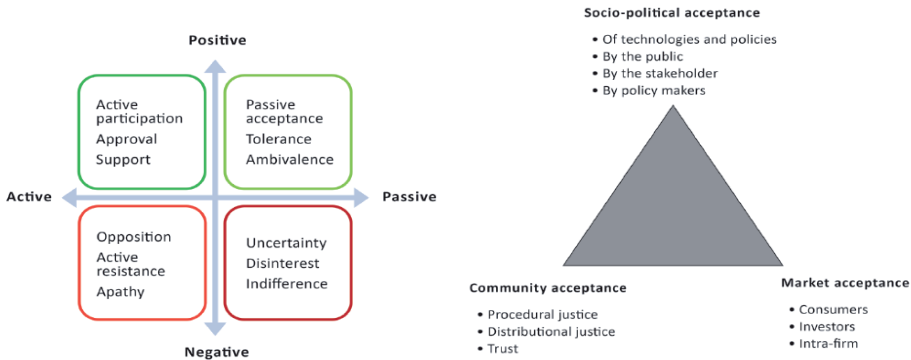 Positive
Active
participation
Approval
Support
Passive
acceptance
Tolerance
Ambivalence
Active
Passive
Opposition
Active
resistance
Apathy
Uncertainty
Disinterest
Indifference
Negative
Socio-political acceptance
• Of technologies and policies
• By the public
• By the stakeholder
• By policy makers
Community acceptance
• Procedural justice
• Distributional justice
• Trust
Market acceptance
• Consumers
• Investors
• Intra-firm